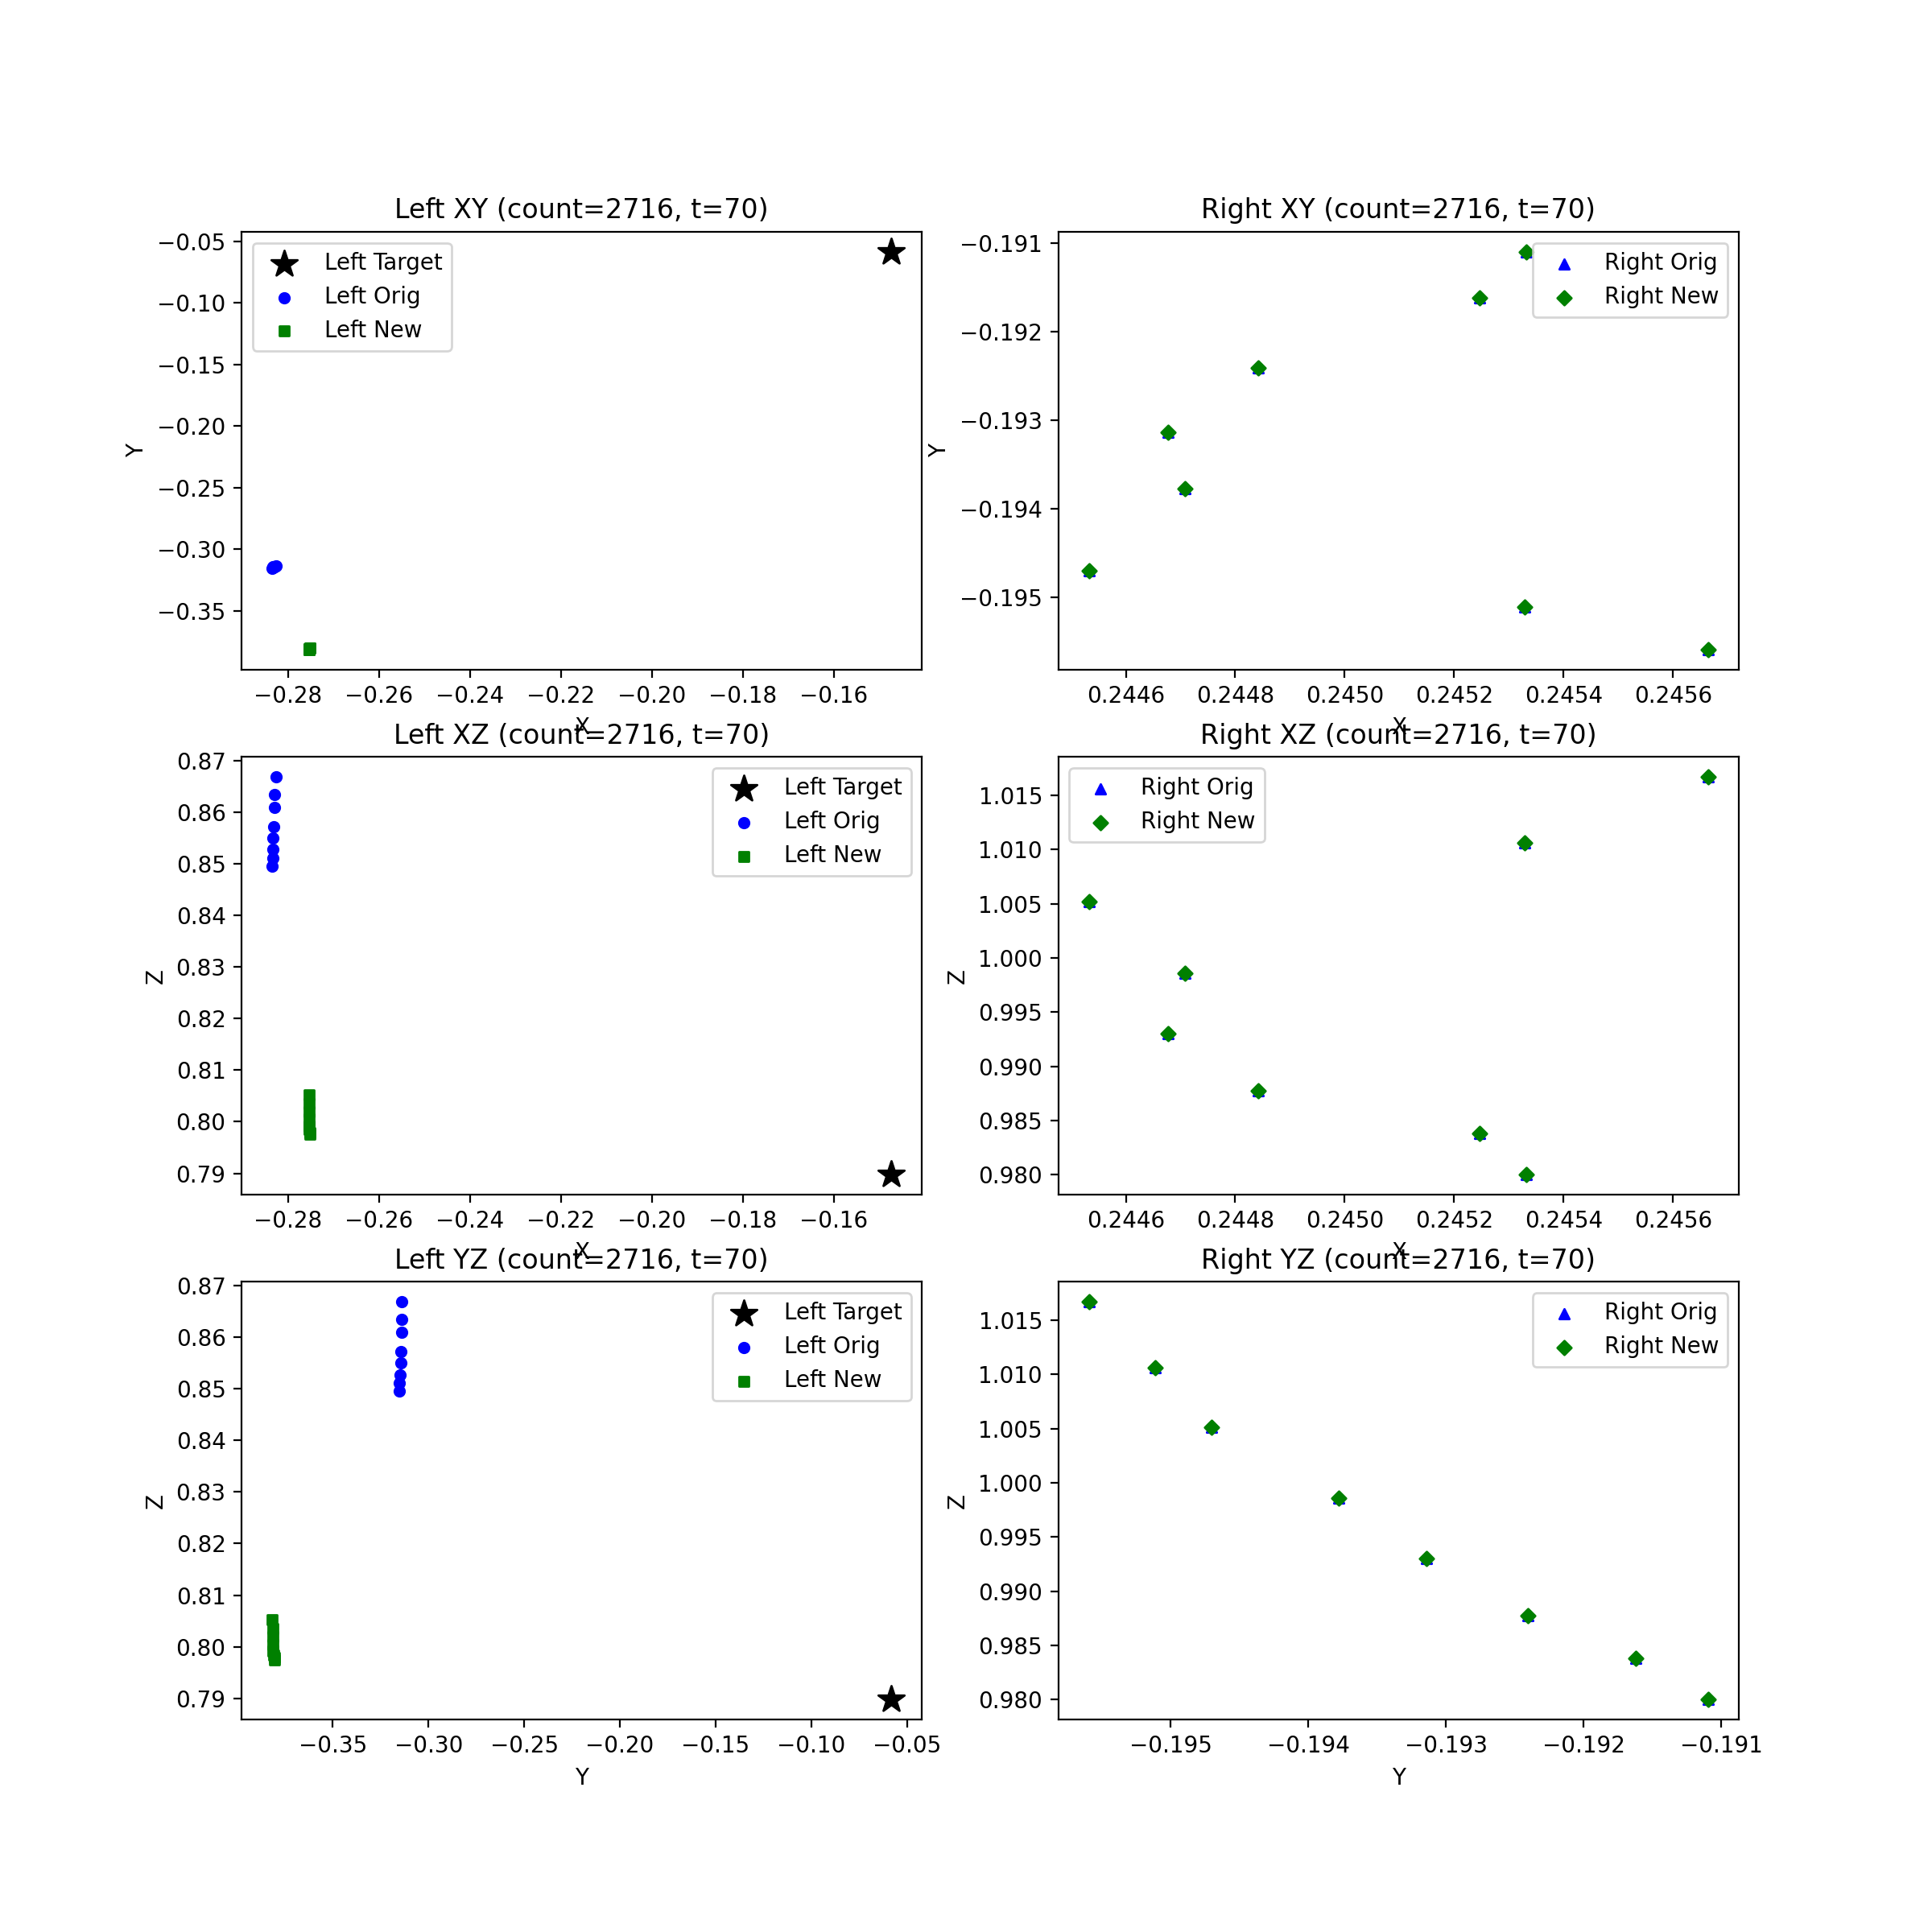 Left XY (count=2716, t=70)
−0.05
−0.10
−0.15
−0.20
−0.25
−0.30
−0.35
Y
Left Target
Left Orig
Left New
−0.28 −0.26 −0.24 −0.22 −0.20 −0.18 −0.16
X
Right XY (count=2716, t=70)
−0.191
−0.192
−0.193
−0.194
−0.195
Y
Right Orig
Right New
0.2446 0.2448 0.2450 0.2452 0.2454 0.2456
X
Left XZ (count=2716, t=70)
0.87
0.86
0.85
0.84
0.83
0.82
0.81
0.80
0.79
Z
Left Target
Left Orig
Left New
−0.28 −0.26 −0.24 −0.22 −0.20 −0.18 −0.16
X
Right XZ (count=2716, t=70)
1.015
1.010
1.005
1.000
0.995
0.990
0.985
0.980
Z
Right Orig
Right New
0.2446 0.2448 0.2450 0.2452 0.2454 0.2456
X
Left YZ (count=2716, t=70)
0.87
0.86
0.85
0.84
0.83
0.82
0.81
0.80
0.79
Z
Left Target
Left Orig
Left New
−0.35 −0.30 −0.25 −0.20 −0.15 −0.10 −0.05
Y
Right YZ (count=2716, t=70)
1.015
1.010
1.005
1.000
0.995
0.990
0.985
0.980
Z
Right Orig
Right New
−0.195 −0.194 −0.193 −0.192 −0.191
Y